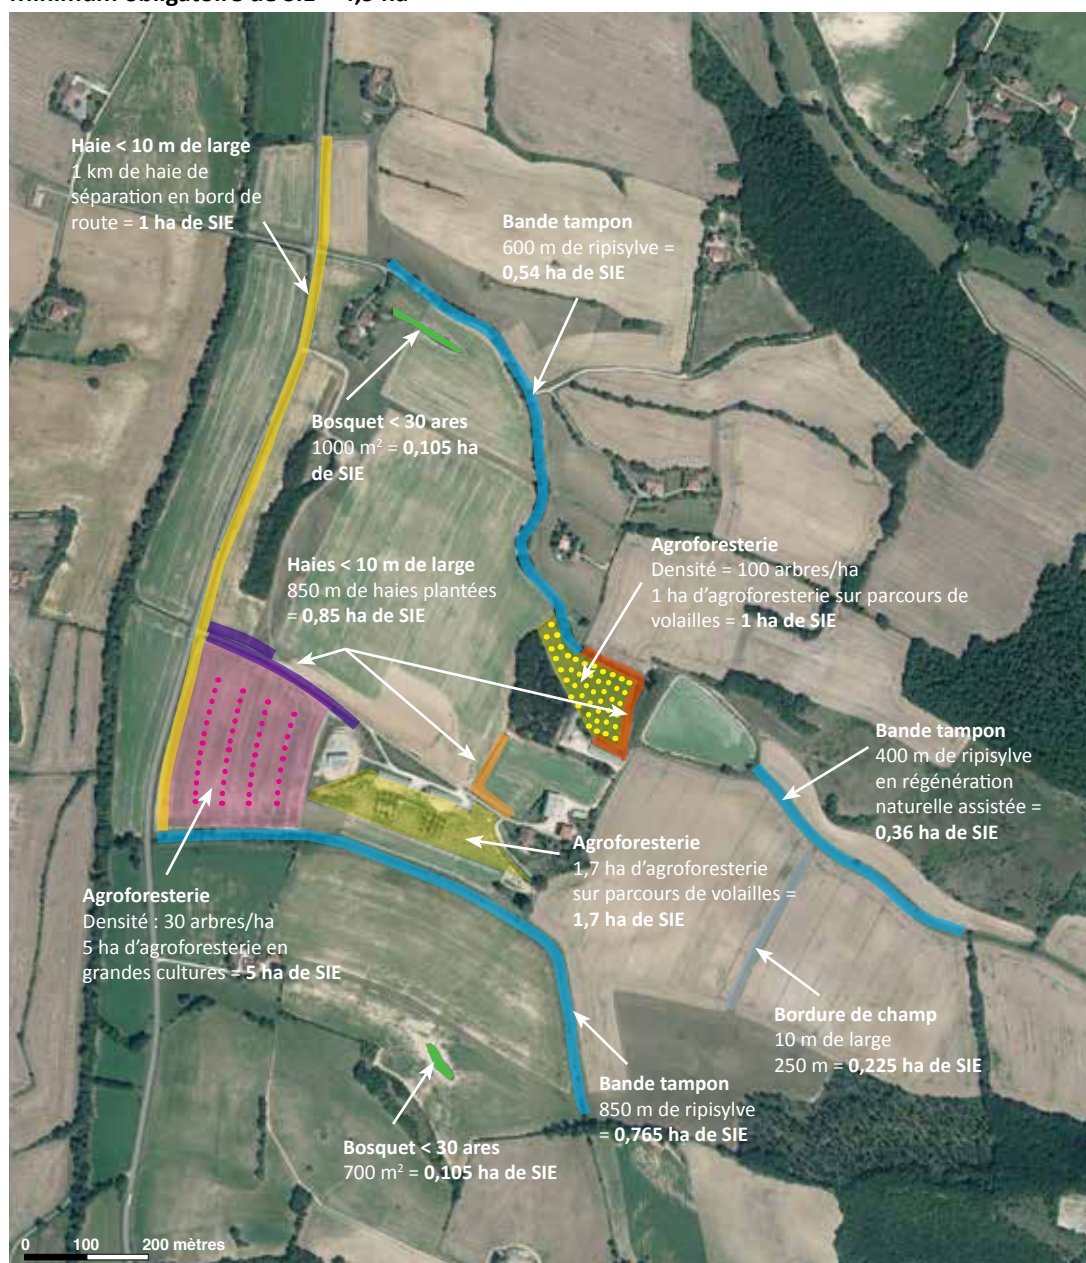 Haie < 10 m de large
1 km de haie de
séparation en bord de
route = 1 ha de SIE
Bande tampon
600 m de ripisylve =
0,54 ha de SIE
Bosquet < 30 ares
1000 m² = 0,105 ha
de SIE
Haies < 10 m de large
850 m de haies plantées
= 0,85 ha de SIE
Agroforesterie
Densité = 100 arbres/ha
1 ha d'agroforesterie sur parcours de
volailles = 1 ha de SIE
Bande tampon
400 m de ripisylve
en régénération
naturelle assistée =
0,36 ha de SIE
Agroforesterie
1,7 ha d'agroforesterie
sur parcours de volailles =
1,7 ha de SIE
Agroforesterie
Densité : 30 arbres/ha
5 ha d'agroforesterie en
grandes cultures = 5 ha de SIE
Bordure de champ
10 m de large
250 m = 0,225 ha de SIE
Bande tampon
850 m de ripisylve
= 0,765 ha de SIE
Bosquet < 30 ares
700 m² = 0,105 ha de SIE
0 100 200 mètres